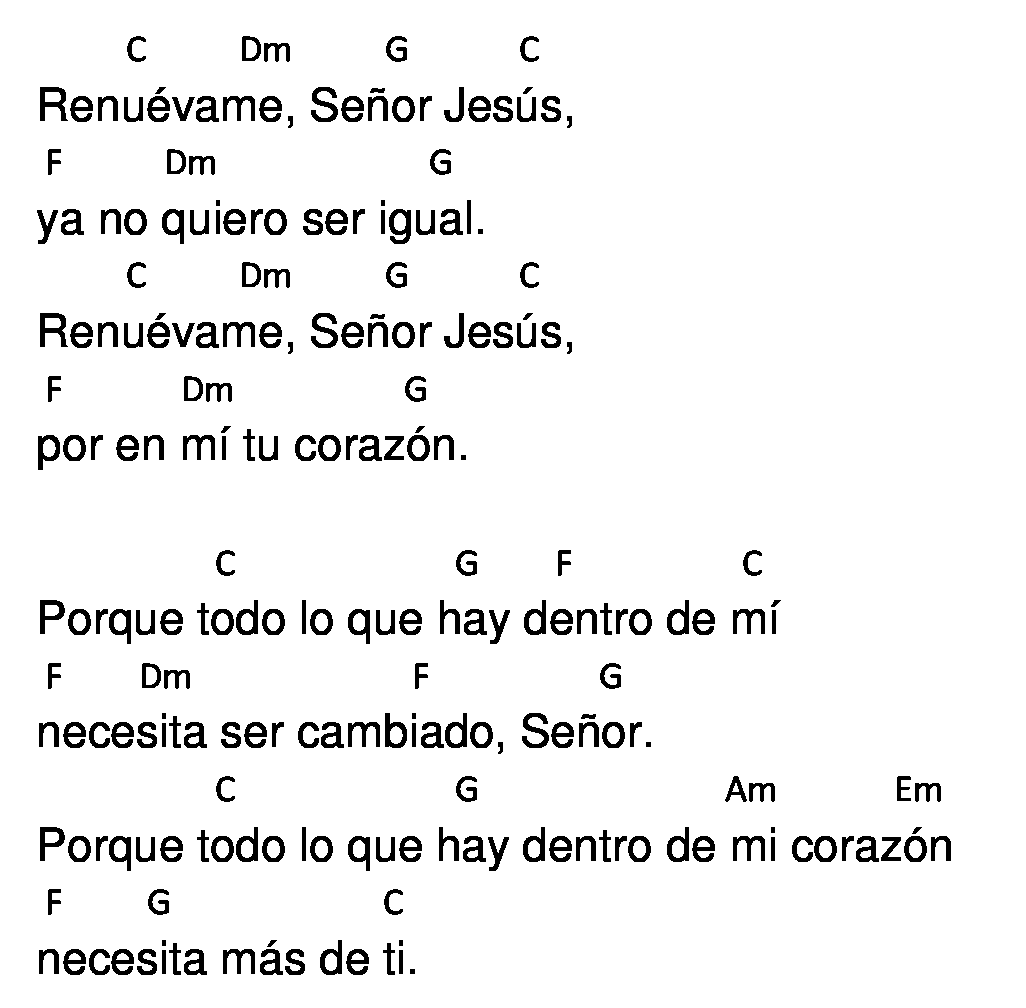 C Dm G C
Renuévame, Señor Jesús,
F Dm G
ya no quiero ser igual.
C Dm G C
Renuévame, Señor Jesús,
F Dm G
por en mí tu corazón.
C G F C
Porque todo lo que hay dentro de mí
F Dm F G
necesita ser cambiado, Señor.
C G Am Em
Porque todo lo que hay dentro de mi corazón
F G C
necesita más de ti.